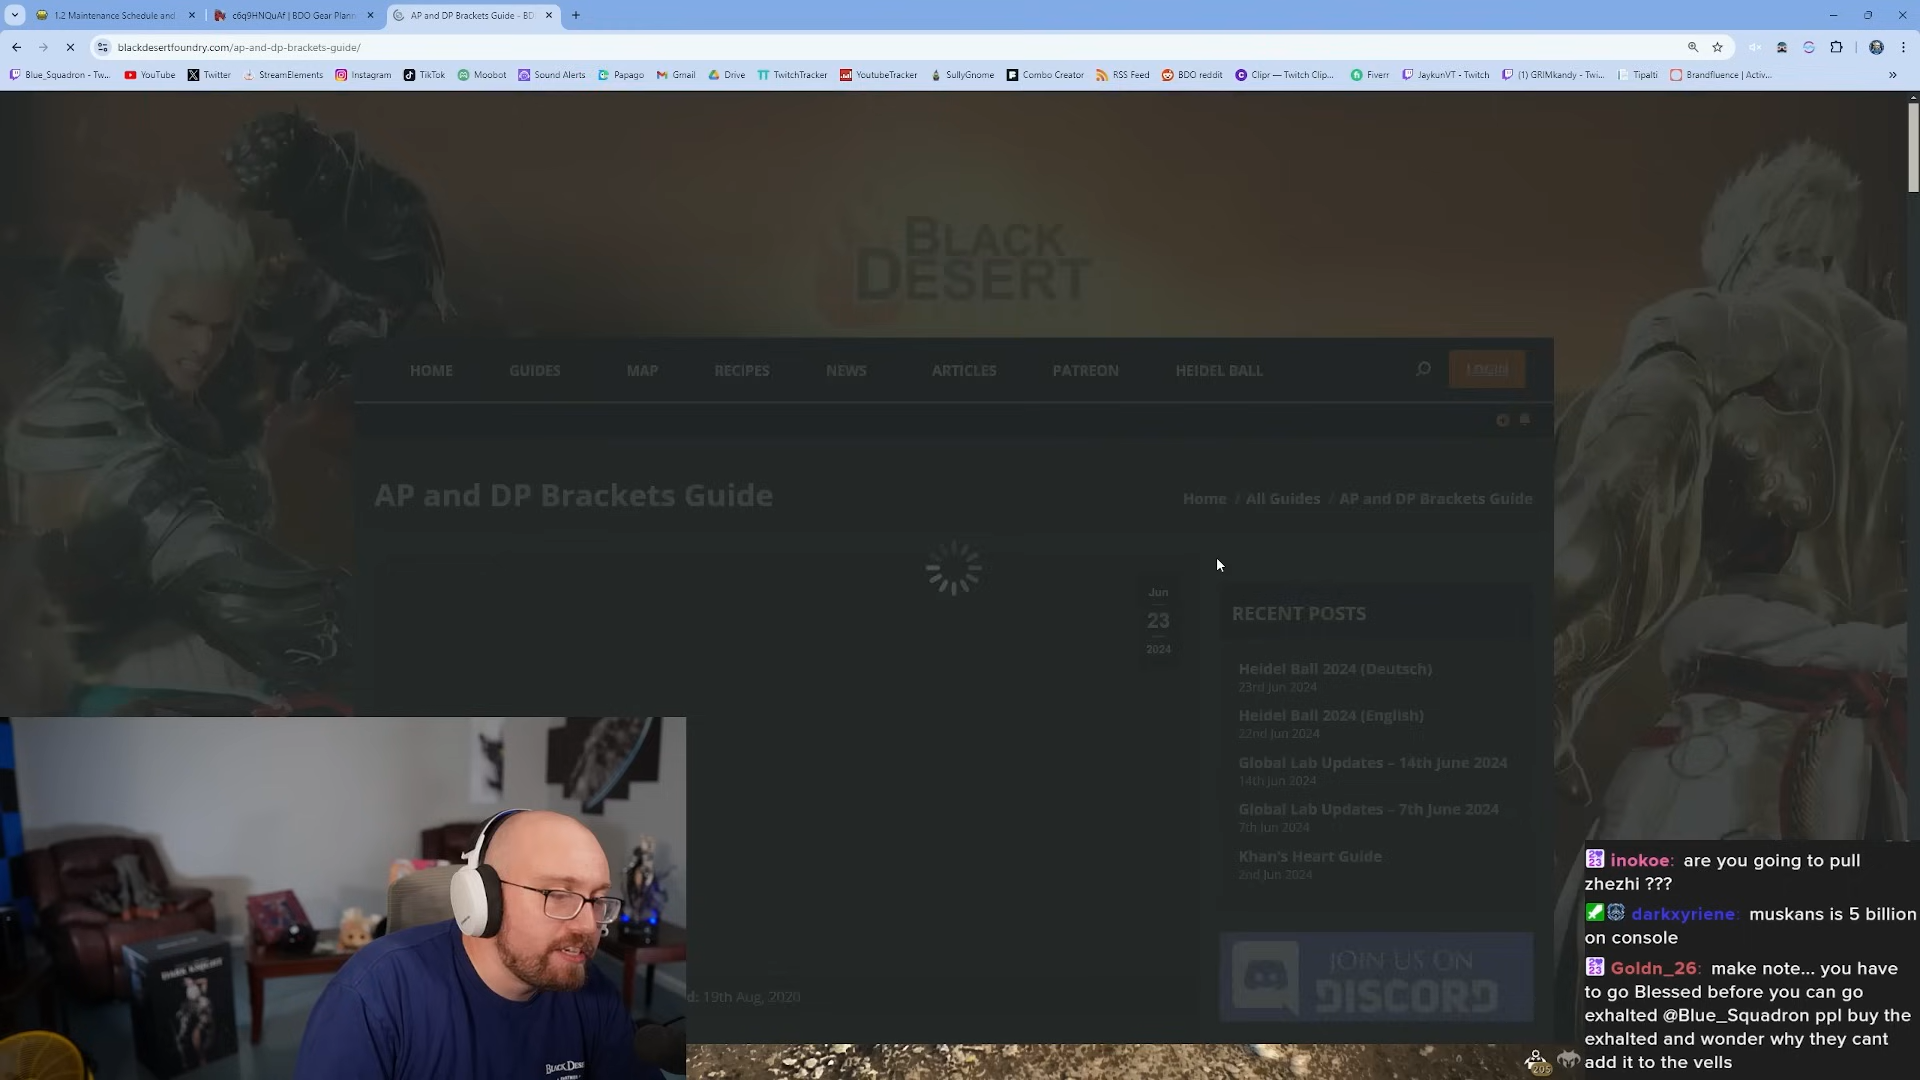 1.2 Maintenance Schedule and
c6q9HNQuAf | BDO Gear Plann
AP and DP Brackets Guide - BD
blackdesertfoundry.com/ap-and-dp-brackets-guide/
Blue_Squadron - Tw...
YouTube
Twitter
StreamElements
Instagram
TikTok
Moobot
Sound Alerts
Papago
Gmail
Drive
TwitchTracker
YoutubeTracker
SullyGnome
Combo Creator
RSS Feed
BDO reddit
Clipr — Twitch Clip...
Fiverr
JaykunVT - Twitch
(1) GRIMkandy - Twi...
Tipalti
Brandfluence | Activ...
BLACK
DESERT
HOME
GUIDES
MAP
RECIPES
NEWS
ARTICLES
PATREON
HEIDEL BALL
LOGIN
AP and DP Brackets Guide
Home / All Guides / AP and DP Brackets Guide
Jun
23
2024
RECENT POSTS
Heidel Ball 2024 (Deutsch)
23rd Jun 2024
Heidel Ball 2024 (English)
22nd Jun 2024
Global Lab Updates – 14th June 2024
14th Jun 2024
Global Lab Updates – 7th June 2024
7th Jun 2024
Khan's Heart Guide
2nd Jun 2024
d: 19th Aug, 2020
JOIN US ON
DISCORD
inokoe: are you going to pull
zhezhi ???
darkxyriene: muskans is 5 billion
on console
Goldn_26: make note... you have
to go Blessed before you can go
exhalted @Blue_Squadron ppl buy the
exhalted and wonder why they cant
add it to the vells
205
BLACK DES